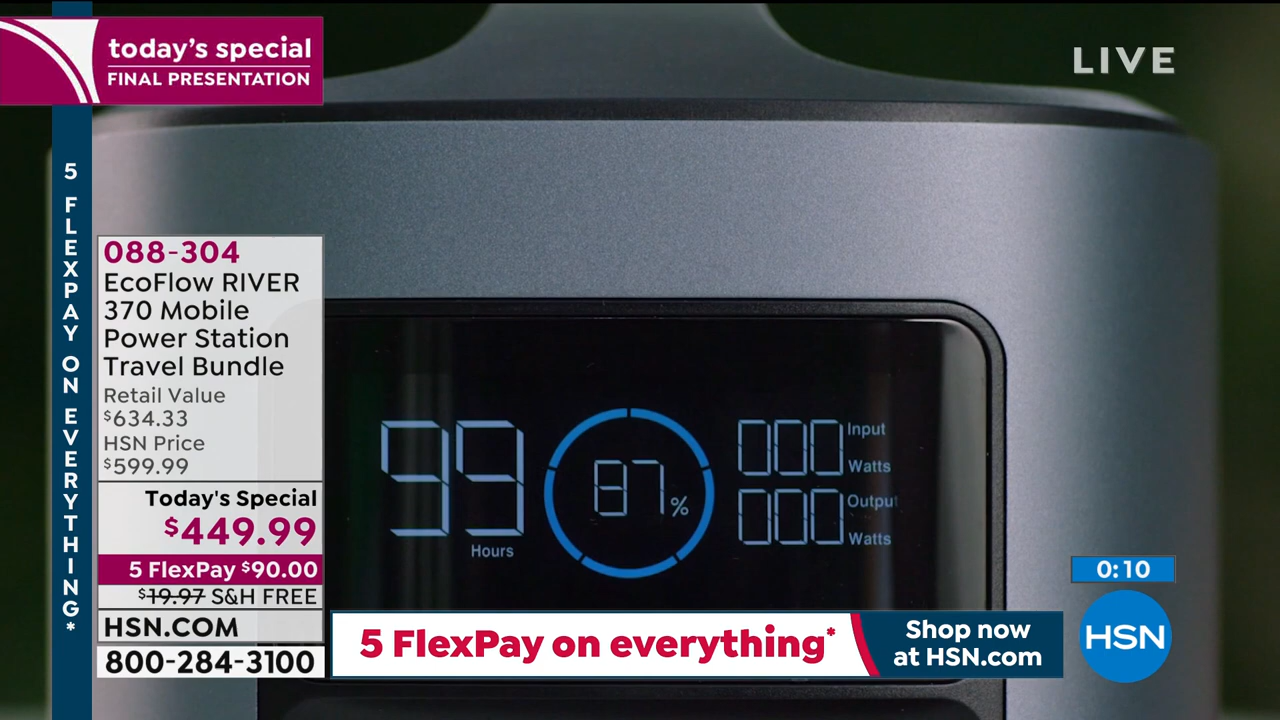 today's special
FINAL PRESENTATION
LIVE
5 FLEXPAY ON EVERYTHING*
088-304
EcoFlow RIVER
370 Mobile
Power Station
Travel Bundle
Retail Value
$634.33
HSN Price
$599.99
Today's Special
$449.99
5 FlexPay $90.00
$19.97 S&H FREE
HSN.COM
800-284-3100
99
Hours
87%
000 Input
Watts
000 Output
Watts
0:10
5 FlexPay on everything*
Shop now
at HSN.com
HSN